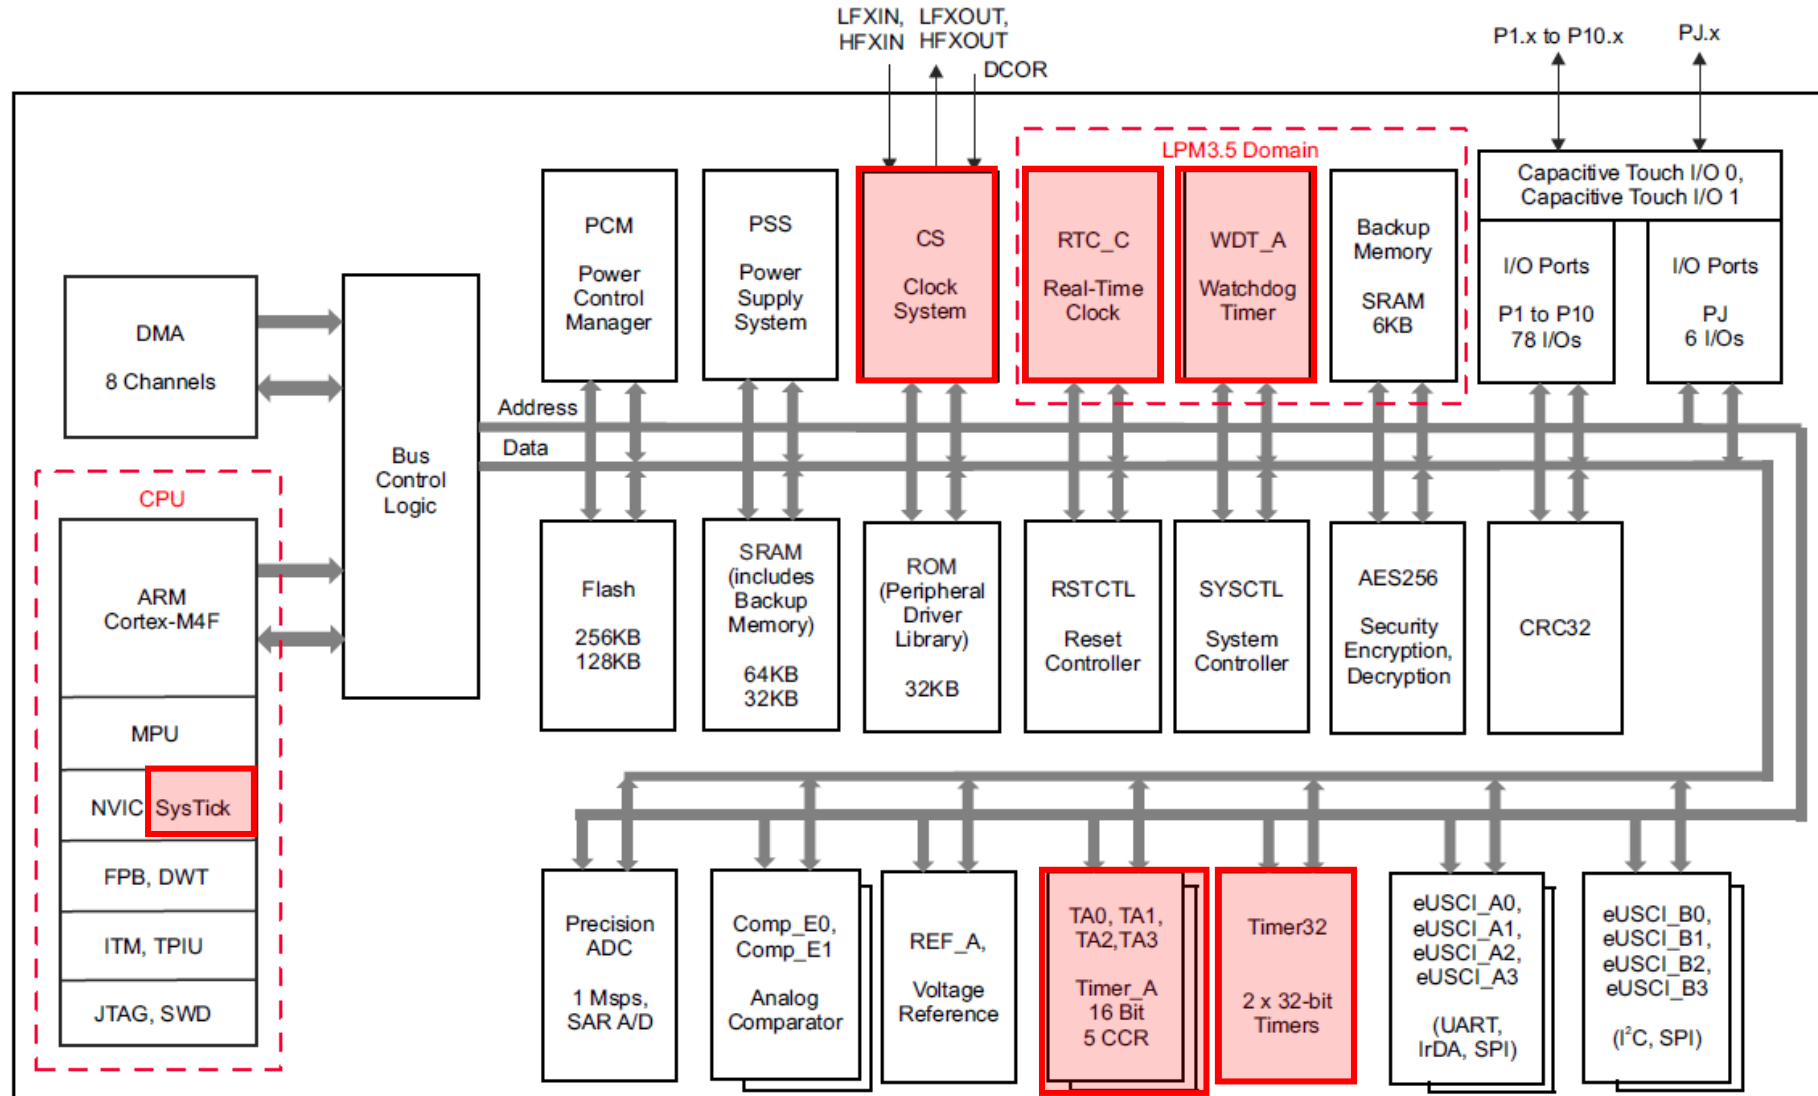 LFXIN,
HFXIN
LFXOUT,
HFXOUT
DCOR
P1.x to P10.x
PJ.x
LPM3.5 Domain
PCM
Power
Control
Manager
PSS
Power
Supply
System
CS
Clock
System
RTC_C
Real-Time
Clock
WDT_A
Watchdog
Timer
Backup
Memory
SRAM
6KB
Capacitive Touch I/O 0,
Capacitive Touch I/O 1
I/O Ports
P1 to P10
78 I/Os
I/O Ports
PJ
6 I/Os
DMA
8 Channels
Bus
Control
Logic
Address
Data
CPU
ARM
Cortex-M4F
MPU
NVIC, SysTick
FPB, DWT
ITM, TPIU
JTAG, SWD
Flash
256KB
128KB
SRAM
(includes
Backup
Memory)
64KB
32KB
ROM
(Peripheral
Driver
Library)
32KB
RSTCTL
Reset
Controller
SYSCTL
System
Controller
AES256
Security
Encryption,
Decryption
CRC32
Precision
ADC
1 Msps,
SAR A/D
Comp_E0,
Comp_E1
Analog
Comparator
REF_A,
Voltage
Reference
TA0, TA1,
TA2,TA3
Timer_A
16 Bit
5 CCR
Timer32
2 x 32-bit
Timers
eUSCI_A0,
eUSCI_A1,
eUSCI_A2,
eUSCI_A3
(UART,
IrDA, SPI)
eUSCI_B0,
eUSCI_B1,
eUSCI_B2,
eUSCI_B3
(I²C, SPI)